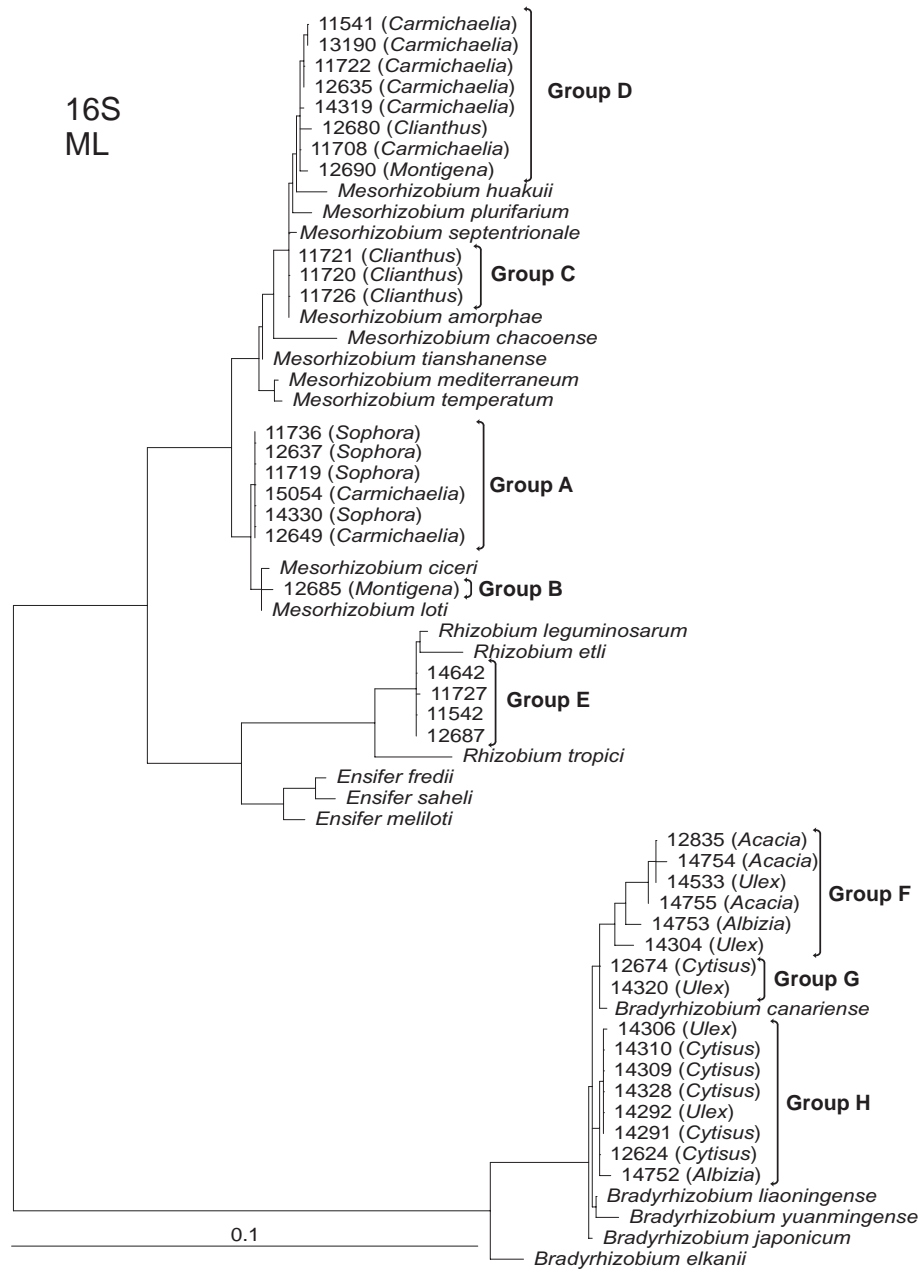 11541 (Carmichaelia)
13190 (Carmichaelia)
11722 (Carmichaelia)
12635 (Carmichaelia)
Group D
16S
ML
14319 (Carmichaelia)
12680 (Clianthus)
11708 (Carmichaelia)
12690 (Montigena)
Mesorhizobium huakuii
Mesorhizobium plurifarium
Mesorhizobium septentrionale
11721 (Clianthus)
11720 (Clianthus)
Group C
11726 (Clianthus)
Mesorhizobium amorphae
Mesorhizobium chacoense
Mesorhizobium tianshanense
Mesorhizobium mediterraneum
Mesorhizobium temperatum
11736 (Sophora)
12637 (Sophora)
11719 (Sophora)
Group A
15054 (Carmichaelia)
14330 (Sophora)
12649 (Carmichaelia)
Mesorhizobium ciceri
12685 (Montigena)
Group B
Mesorhizobium loti
Rhizobium leguminosarum
Rhizobium etli
14642
11727
Group E
11542
12687
Rhizobium tropici
Ensifer fredii
Ensifer saheli
Ensifer meliloti
12835 (Acacia)
14754 (Acacia)
14533 (Ulex)
Group F
14755 (Acacia)
14753 (Albizia)
14304 (Ulex)
12674 (Cytisus)
Group G
14320 (Ulex)
Bradyrhizobium canariense
14306 (Ulex)
14310 (Cytisus)
14309 (Cytisus)
14328 (Cytisus)
Group H
14292 (Ulex)
14291 (Cytisus)
12624 (Cytisus)
14752 (Albizia)
Bradyrhizobium liaoningense
Bradyrhizobium yuanmingense
Bradyrhizobium japonicum
0.1
Bradyrhizobium elkanii